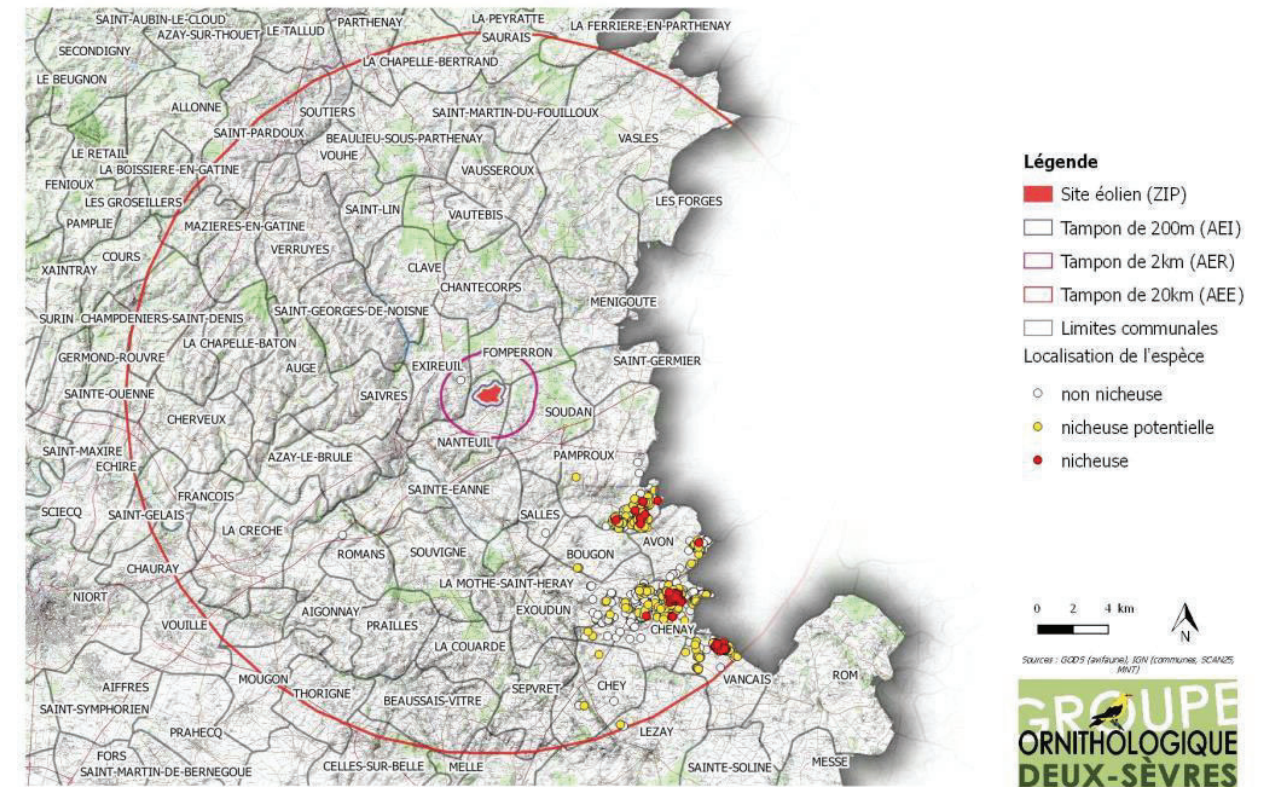 SAINT-AUBIN-LE-CLOUD
PARTHENAY
LA PEYRATTE
LA FERRIERE-EN-PARTHENAY
AZAY-SUR-THOUET
LE TALLUD
SAURAIS
SECONDIGNY
LA CHAPELLE-BERTRAND
LE BEUGNON
ALLONNE
SOUTIERS
SAINT-MARTIN-DU-FOUILLOUX
SAINT-PARDOUX
BEAULIEU-SOUS-PARTHENAY
VASLES
LE RETAIL
VOUHE
LA BOISSIERE-EN-GATINE
VAUSSEROUX
FENIOUX
LES GROSEILLERS
SAINT-LIN
VAUTEBIS
LES FORGES
PAMPLIE
MAZIERES-EN-GATINE
VERRUYES
COURS
XAINTRAY
CLAVE
CHANTECORPS
MENIGOUTE
SURIN
CHAMPDENIERS-SAINT-DENIS
SAINT-GEORGES-DE-NOISNE
LA CHAPELLE-BATON
GERMOND-ROUVRE
FOMPERRON
SAINT-GERMIER
AUGE
EXIREUIL
SAINTE-OUENNE
SAIVRES
SOUDAN
CHERVEUX
NANTEUIL
SAINT-MAXIRE
AZAY-LE-BRULE
PAMPROUX
ECHIRE
SAINTE-EANNE
FRANCOIS
SCIECQ
SAINT-GELAIS
SALLES
LA CRECHE
AVON
ROMANS
SOUVIGNE
BOUGON
CHAURAY
LA MOTHE-SAINT-HERAY
NIORT
AIGONNAY
EXOUDUN
VOUILLE
PRAILLES
CHENAY
LA COUARDE
MOUGON
ROM
VANCAIS
AIFFRES
THORIGNE
SEPVRET
CHEY
BEAUSSAIS-VITRE
SAINT-SYMPHORIEN
PRAHECQ
LEZAY
FORS
CELLES-SUR-BELLE
MELLE
SAINTE-SOLINE
MESSE
SAINT-MARTIN-DE-BERNEGOUE
Légende
Site éolien (ZIP)
Tampon de 200m (AEI)
Tampon de 2km (AER)
Tampon de 20km (AEE)
Limites communales
Localisation de l'espèce
non nicheuse
nicheuse potentielle
nicheuse
0 2 4 km
N
Sources : GODS (avifaune), IGN (communes, SCAN25,
MNT)
GROUPE
ORNITHOLOGIQUE
DEUX-SÈVRES